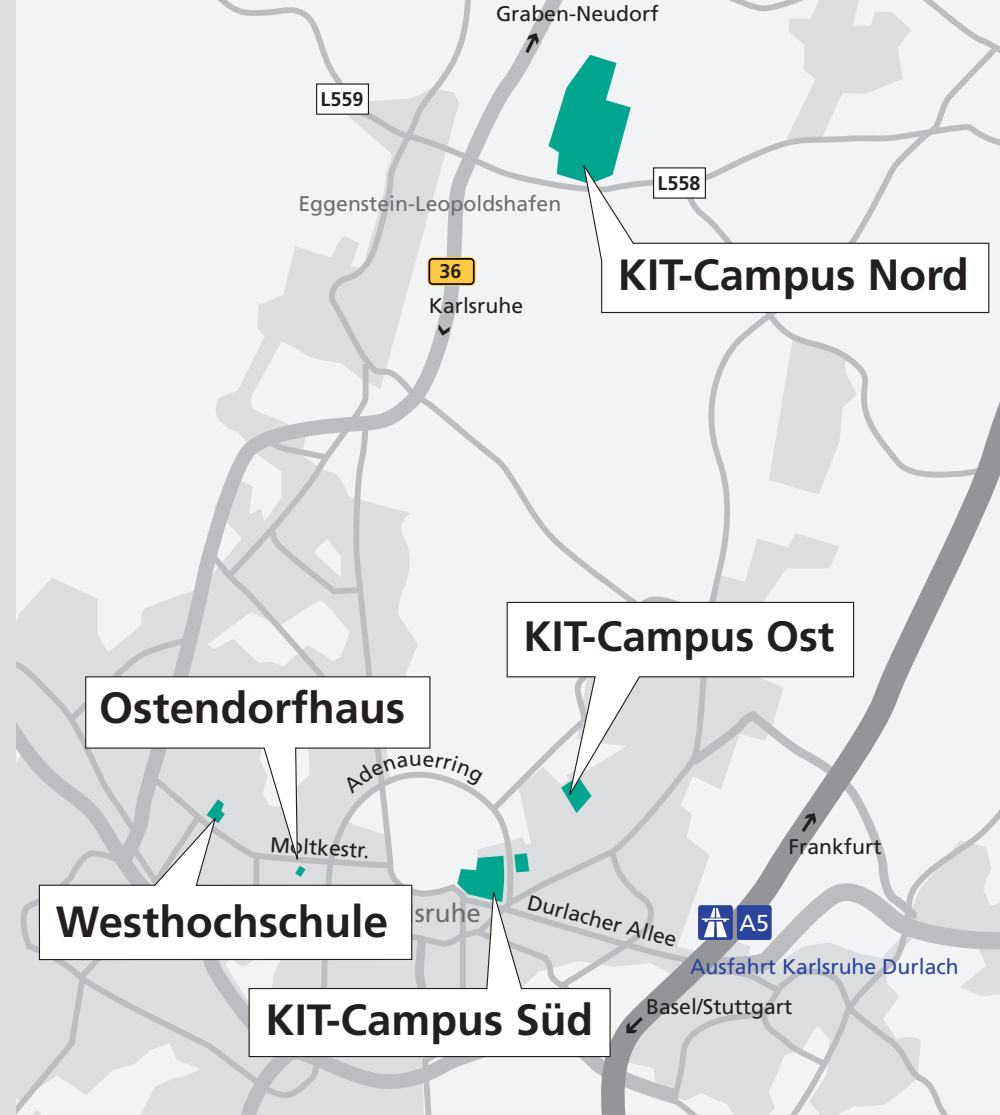 Graben-Neudorf
L559
L558
Eggenstein-Leopoldshafen
KIT-Campus Nord
36
Karlsruhe
KIT-Campus Ost
Ostendorfhaus
Adenauerring
Moltkestr.
Frankfurt
Westhochschule
sruhe
Durlacher Allee
A5
Ausfahrt Karlsruhe Durlach
KIT-Campus Süd
Basel/Stuttgart